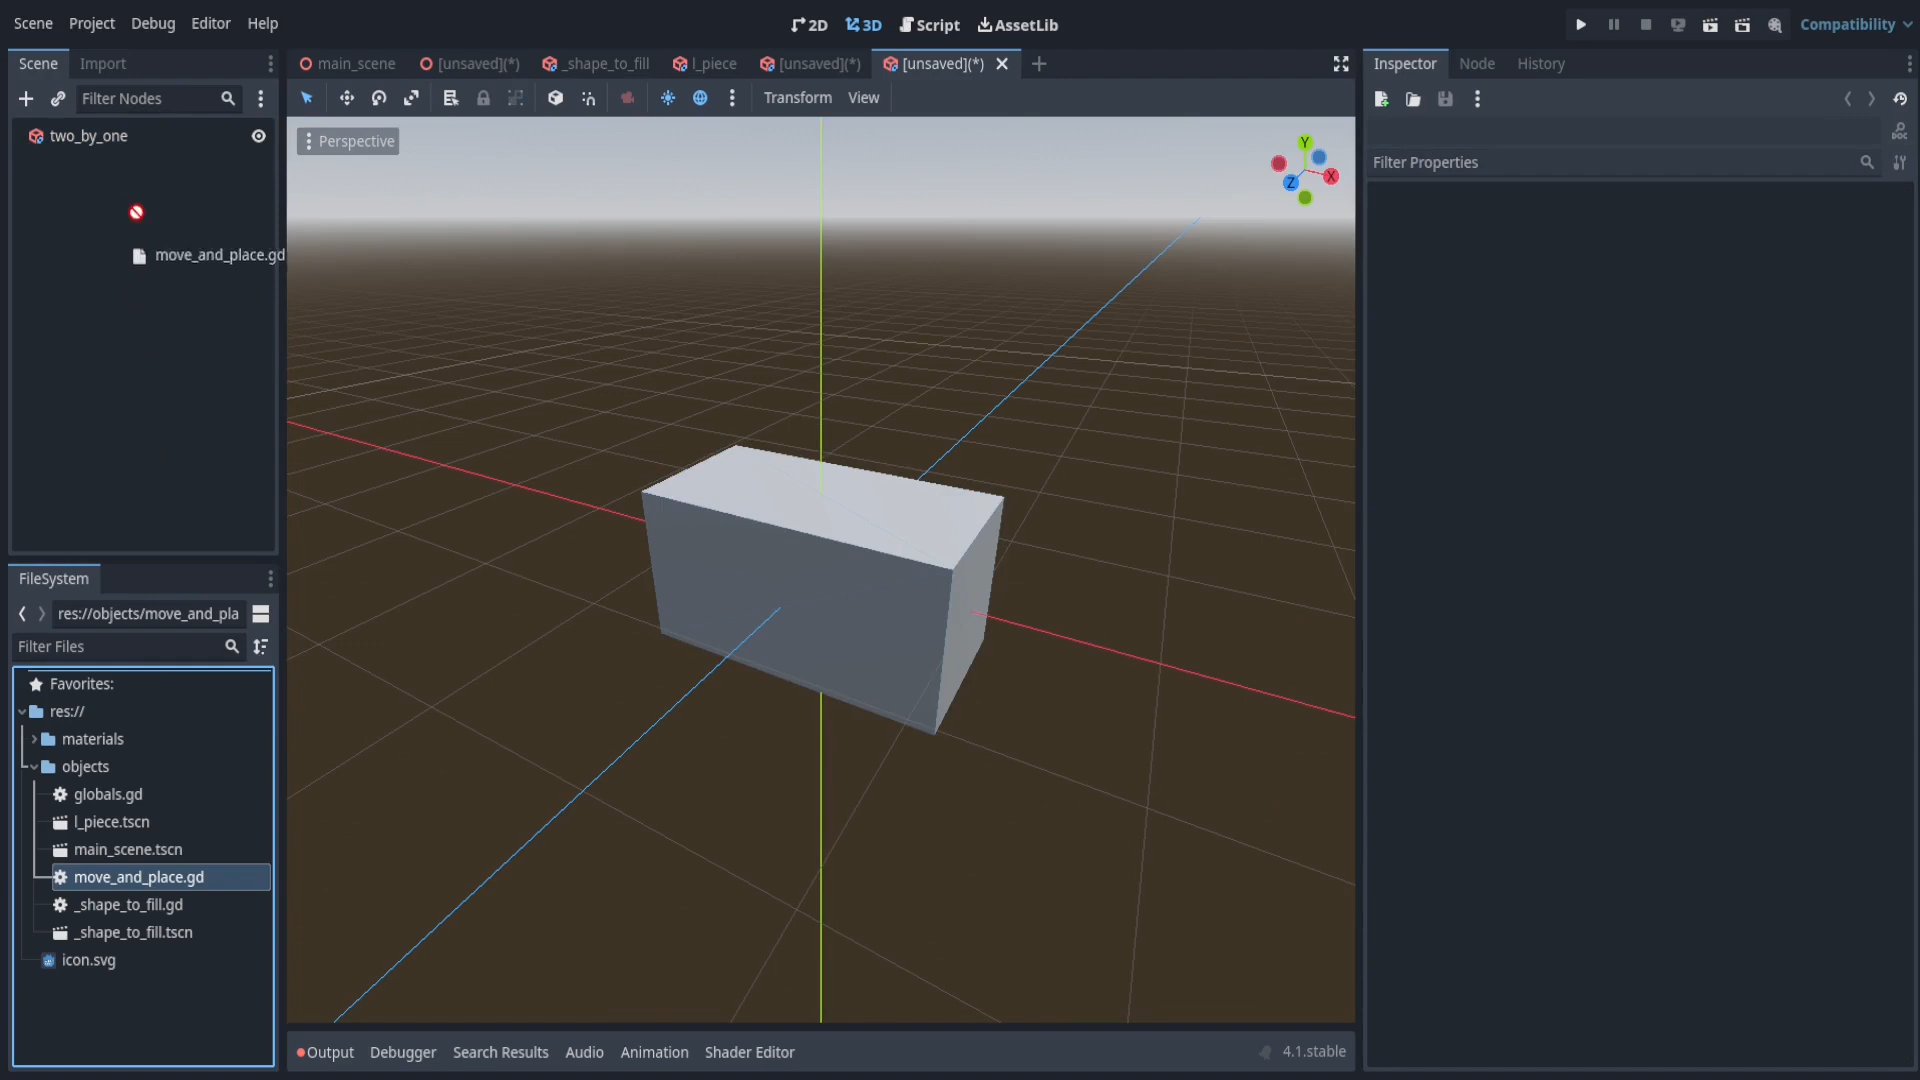 Scene Project Debug Editor Help
2D 3D Script AssetLib
Compatibility
Scene Import
main_scene [unsaved](*) _shape_to_fill l_piece [unsaved](*) [unsaved](*)
Inspector Node History
Filter Nodes
Transform View
two_by_one
Perspective
Y
X
Z
Filter Properties
move_and_place.gd
FileSystem
res://objects/move_and_pla
Filter Files
Favorites:
res://
materials
objects
globals.gd
l_piece.tscn
main_scene.tscn
move_and_place.gd
_shape_to_fill.gd
_shape_to_fill.tscn
icon.svg
Output Debugger Search Results Audio Animation Shader Editor
4.1.stable